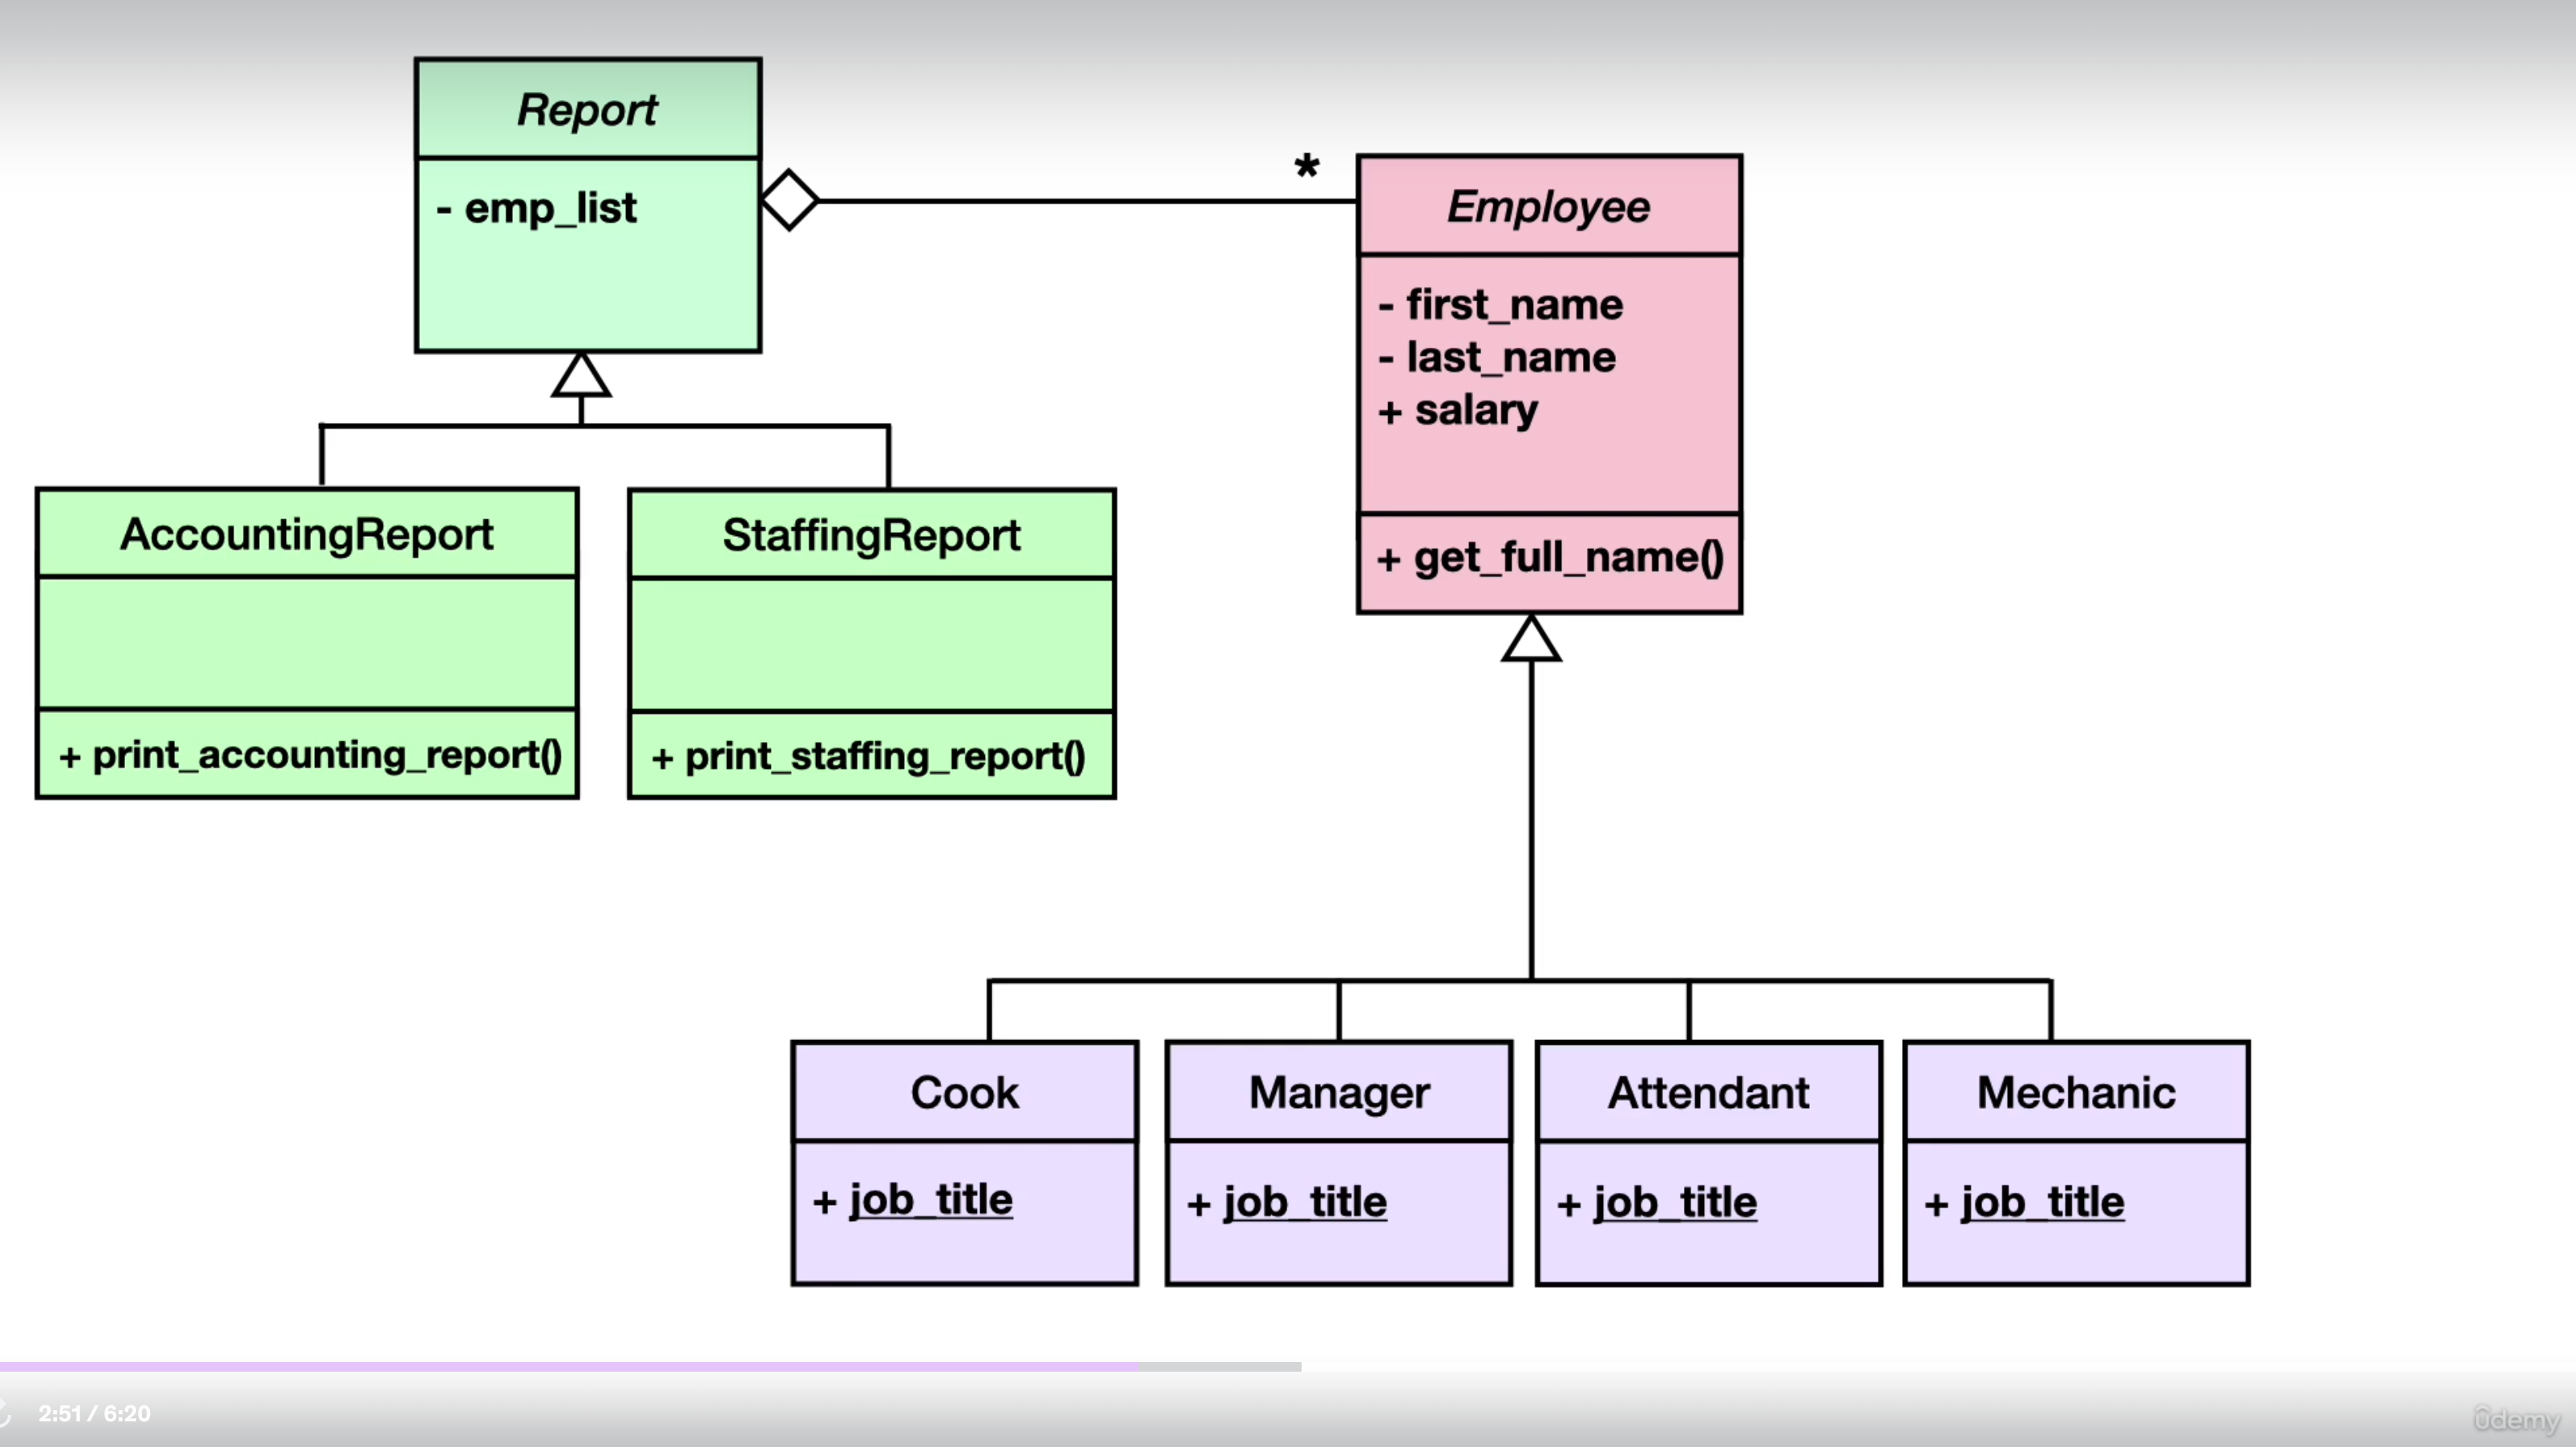 Report
- emp_list
*
Employee
- first_name
- last_name
+ salary
+ get_full_name()
AccountingReport
+ print_accounting_report()
StaffingReport
+ print_staffing_report()
Cook
+ job_title
Manager
+ job_title
Attendant
+ job_title
Mechanic
+ job_title
2:51 / 6:20
ûdemy